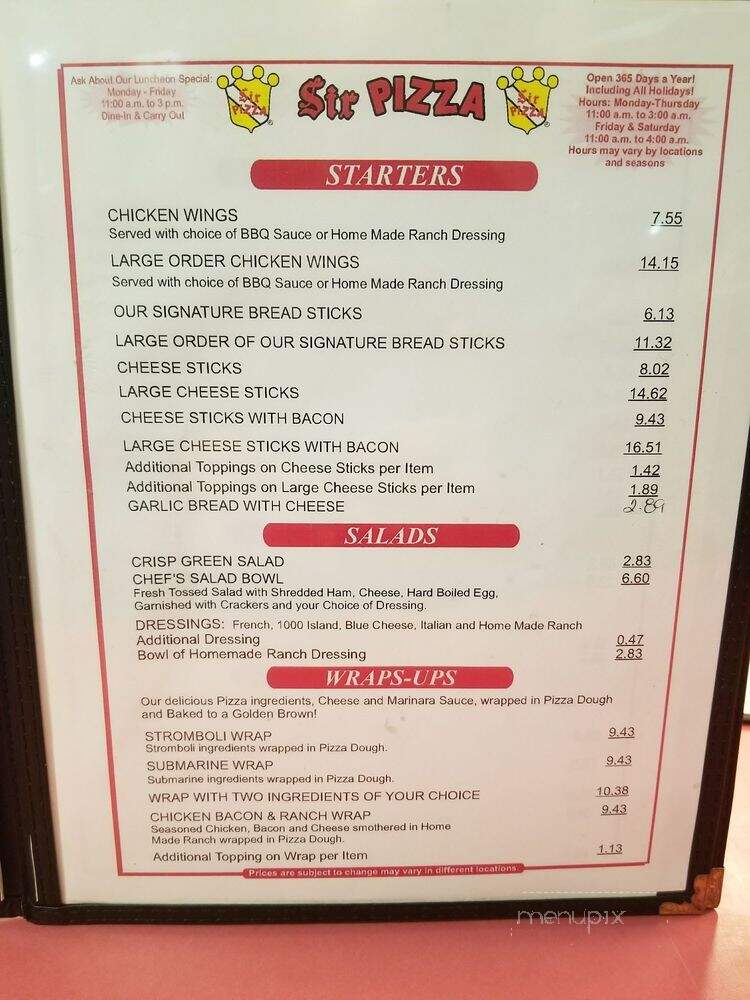 Ask About Our Luncheon Special:
Monday - Friday
11:00 a.m. to 3 p.m.
Dine-In & Carry Out
Sir
PIZZA
®
Sir PIZZA
Sir
PIZZA
®
Open 365 Days a Year!
Including All Holidays!
Hours: Monday-Thursday
11:00 a.m. to 3:00 a.m.
Friday & Saturday
11:00 a.m. to 4:00 a.m.
Hours may vary by locations
and seasons
STARTERS
CHICKEN WINGS 7.55
Served with choice of BBQ Sauce or Home Made Ranch Dressing
LARGE ORDER CHICKEN WINGS 14.15
Served with choice of BBQ Sauce or Home Made Ranch Dressing
OUR SIGNATURE BREAD STICKS 6.13
LARGE ORDER OF OUR SIGNATURE BREAD STICKS 11.32
CHEESE STICKS 8.02
LARGE CHEESE STICKS 14.62
CHEESE STICKS WITH BACON 9.43
LARGE CHEESE STICKS WITH BACON 16.51
Additional Toppings on Cheese Sticks per Item 1.42
Additional Toppings on Large Cheese Sticks per Item 1.89
GARLIC BREAD WITH CHEESE 2.89
SALADS
CRISP GREEN SALAD 2.83
CHEF'S SALAD BOWL 6.60
Fresh Tossed Salad with Shredded Ham, Cheese, Hard Boiled Egg,
Garnished with Crackers and your Choice of Dressing.
DRESSINGS: French, 1000 Island, Blue Cheese, Italian and Home Made Ranch
Additional Dressing 0.47
Bowl of Homemade Ranch Dressing 2.83
WRAPS-UPS
Our delicious Pizza ingredients, Cheese and Marinara Sauce, wrapped in Pizza Dough
and Baked to a Golden Brown!
STROMBOLI WRAP 9.43
Stromboli ingredients wrapped in Pizza Dough.
SUBMARINE WRAP 9.43
Submarine ingredients wrapped in Pizza Dough.
WRAP WITH TWO INGREDIENTS OF YOUR CHOICE 10.38
CHICKEN BACON & RANCH WRAP 9.43
Seasoned Chicken, Bacon and Cheese smothered in Home
Made Ranch wrapped in Pizza Dough.
Additional Topping on Wrap per Item 1.13
Prices are subject to change may vary in different locations
menupix